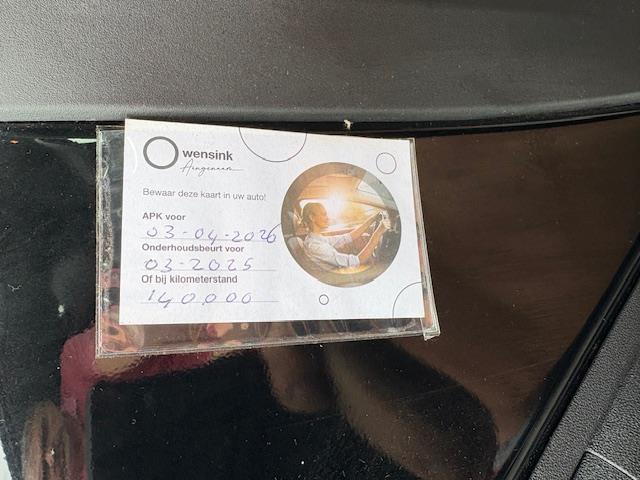 wensink
Aangenaam
Bewaar deze kaart in uw auto!
APK voor
03-04-2026
Onderhoudsbeurt voor
03-2025
Of bij kilometerstand
140.000